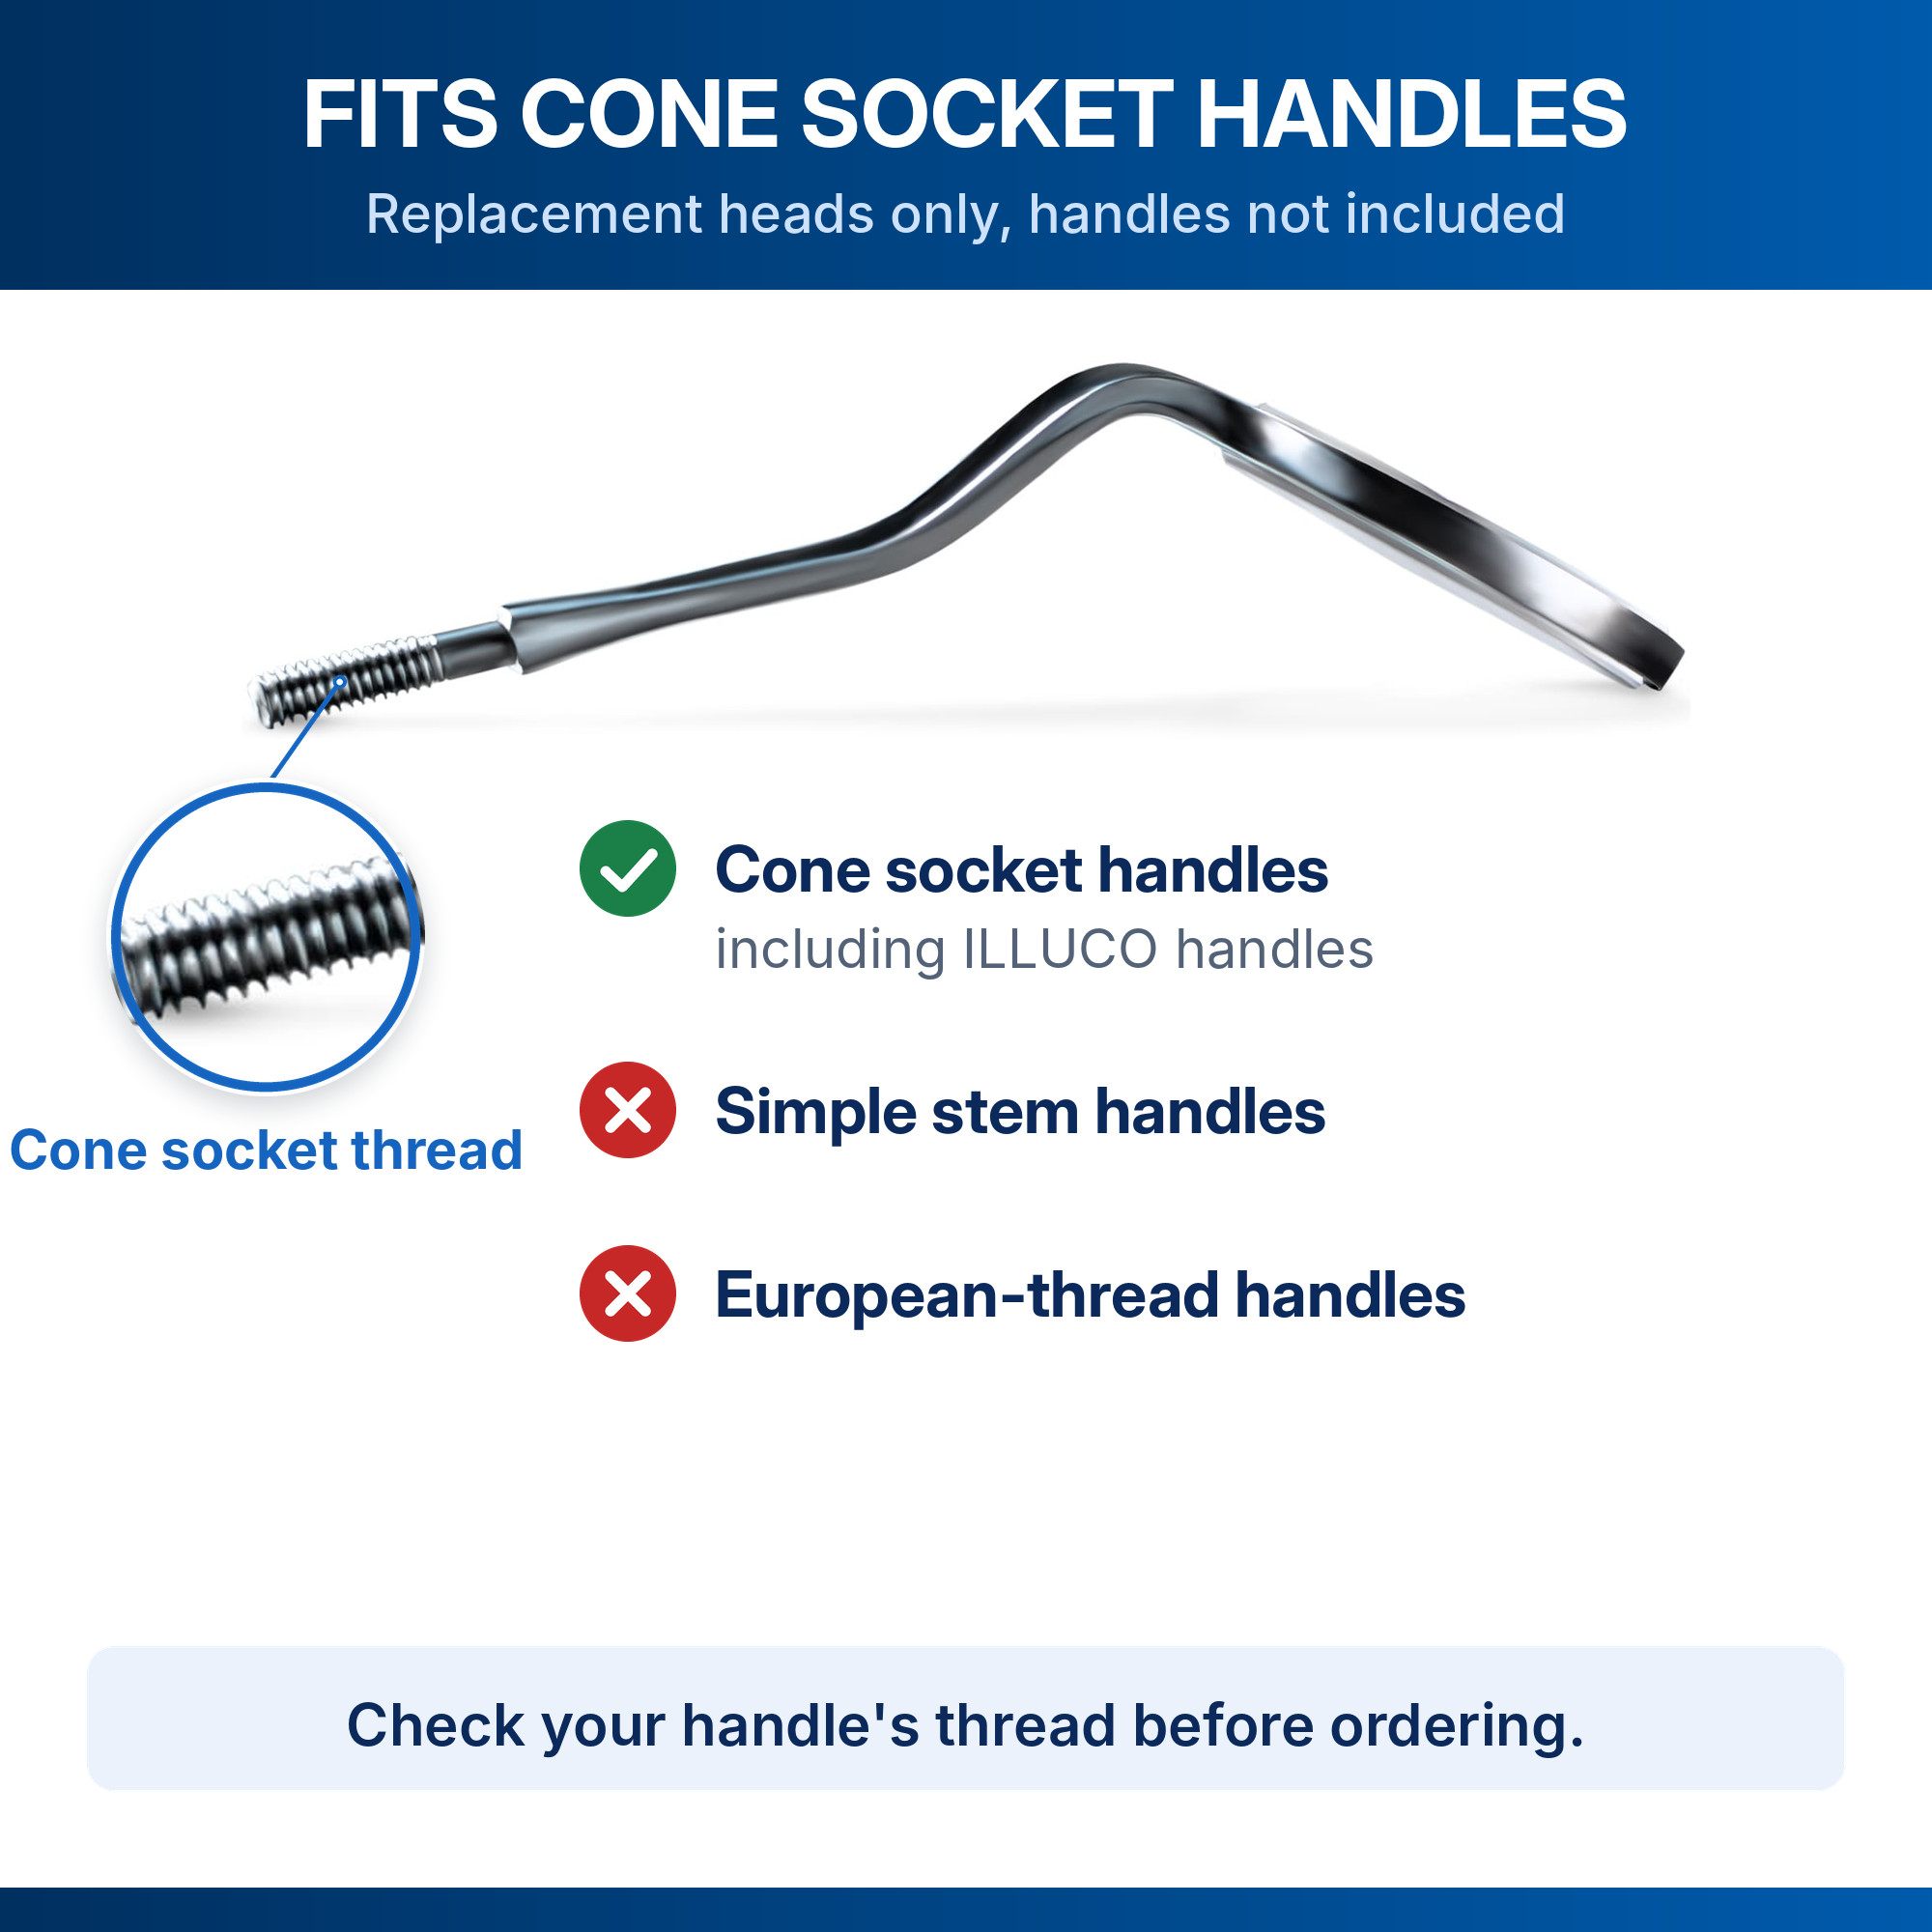 FITS CONE SOCKET HANDLES
Replacement heads only, handles not included
Cone socket handles
including ILLUCO handles
Simple stem handles
Cone socket thread
European-thread handles
Check your handle's thread before ordering.